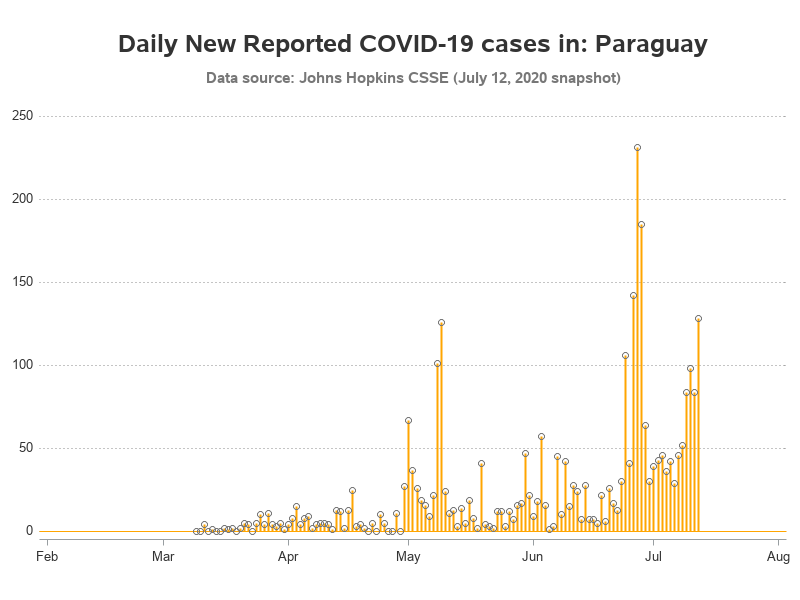 Daily New Reported COVID-19 cases in: Paraguay
Data source: Johns Hopkins CSSE (July 12, 2020 snapshot)
250
200
150
100
50
0
Feb Mar Apr May Jun Jul Aug